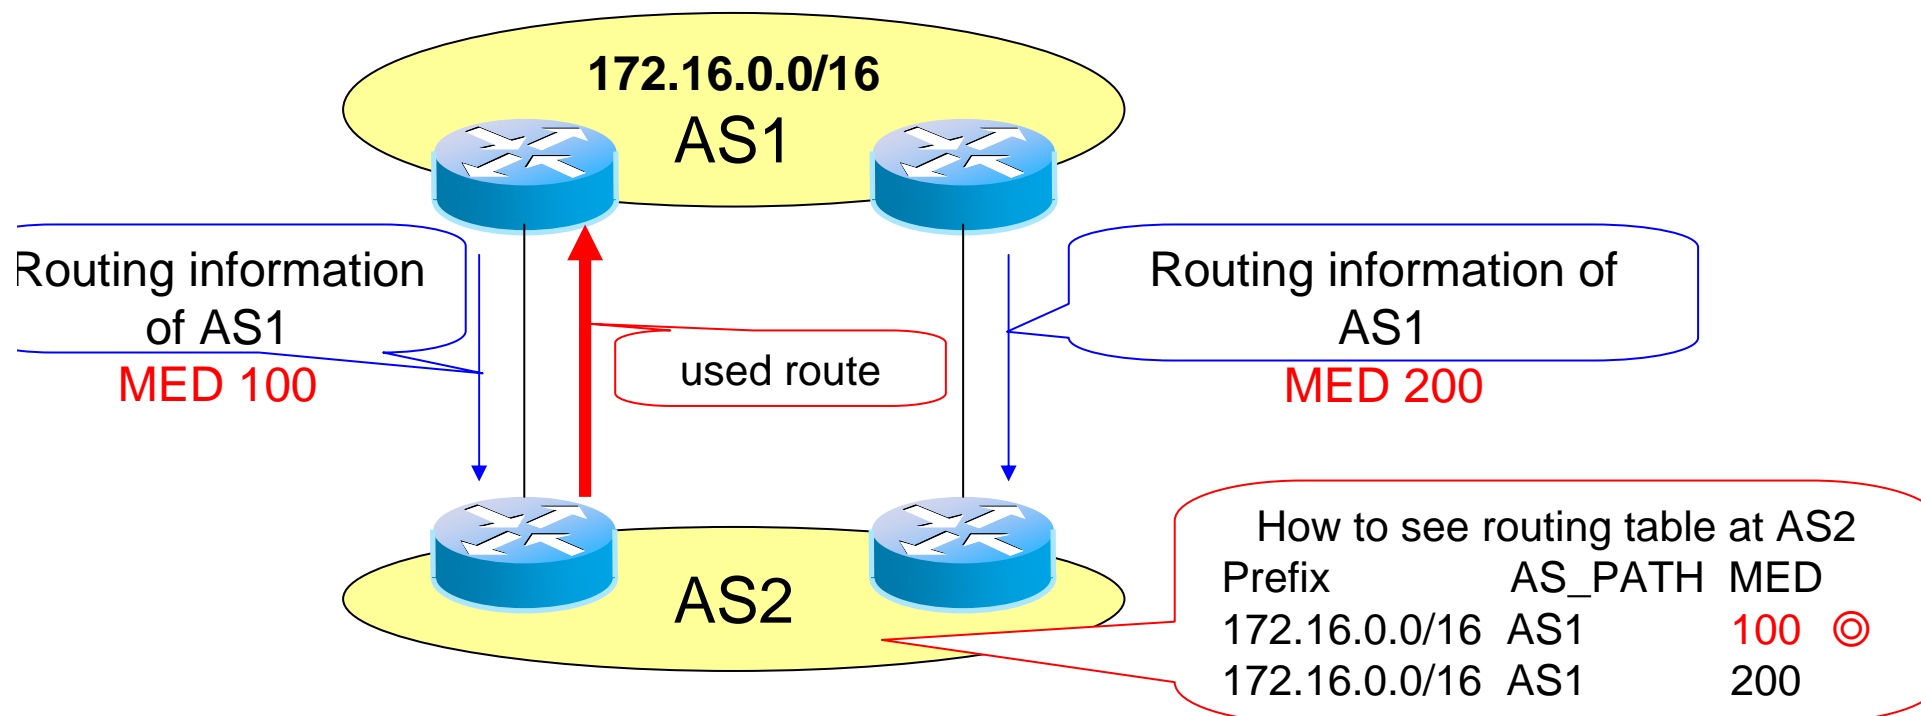 172.16.0.0/16
AS1
Routing information
of AS1
MED 100
used route
Routing information of
AS1
MED 200
AS2
How to see routing table at AS2
Prefix AS_PATH MED
172.16.0.0/16 AS1 100 ◎
172.16.0.0/16 AS1 200